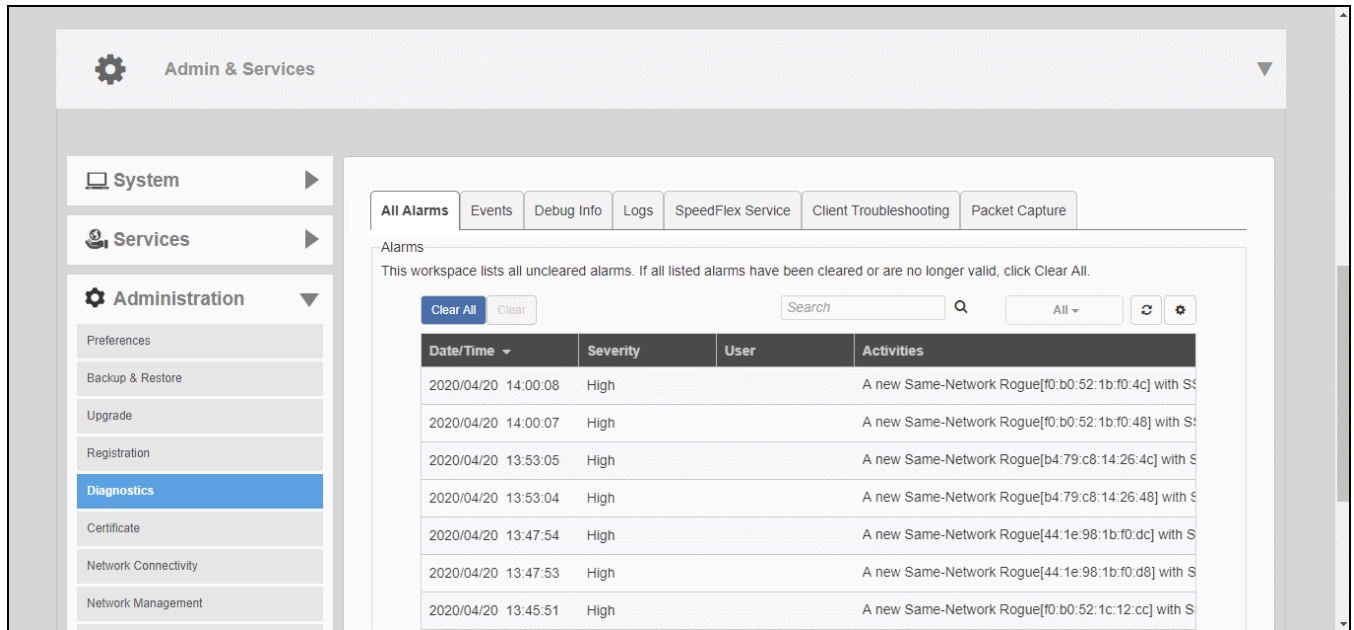 Admin & Services
System
Services
Administration
Preferences
Backup & Restore
Upgrade
Registration
Diagnostics
Certificate
Network Connectivity
Network Management
All Alarms Events Debug Info Logs SpeedFlex Service Client Troubleshooting Packet Capture
Alarms
This workspace lists all uncleared alarms. If all listed alarms have been cleared or are no longer valid, click Clear All.
Clear All Clear Search All
Date/Time Severity User Activities
2020/04/20 14:00:08 High A new Same-Network Rogue[f0:b0:52:1b:f0:4c] with
2020/04/20 14:00:07 High A new Same-Network Rogue[f0:b0:52:1b:f0:48] with
2020/04/20 13:53:05 High A new Same-Network Rogue[b4:79:c8:14:26:4c] with S
2020/04/20 13:53:04 High A new Same-Network Rogue[b4:79:c8:14:26:48] with S
2020/04/20 13:47:54 High A new Same-Network Rogue[44:1e:98:1b:f0:dc] with S
2020/04/20 13:47:53 High A new Same-Network Rogue[44:1e:98:1b:f0:d8] with S
2020/04/20 13:45:51 High A new Same-Network Rogue[f0:b0:52:1c:12:cc] with S